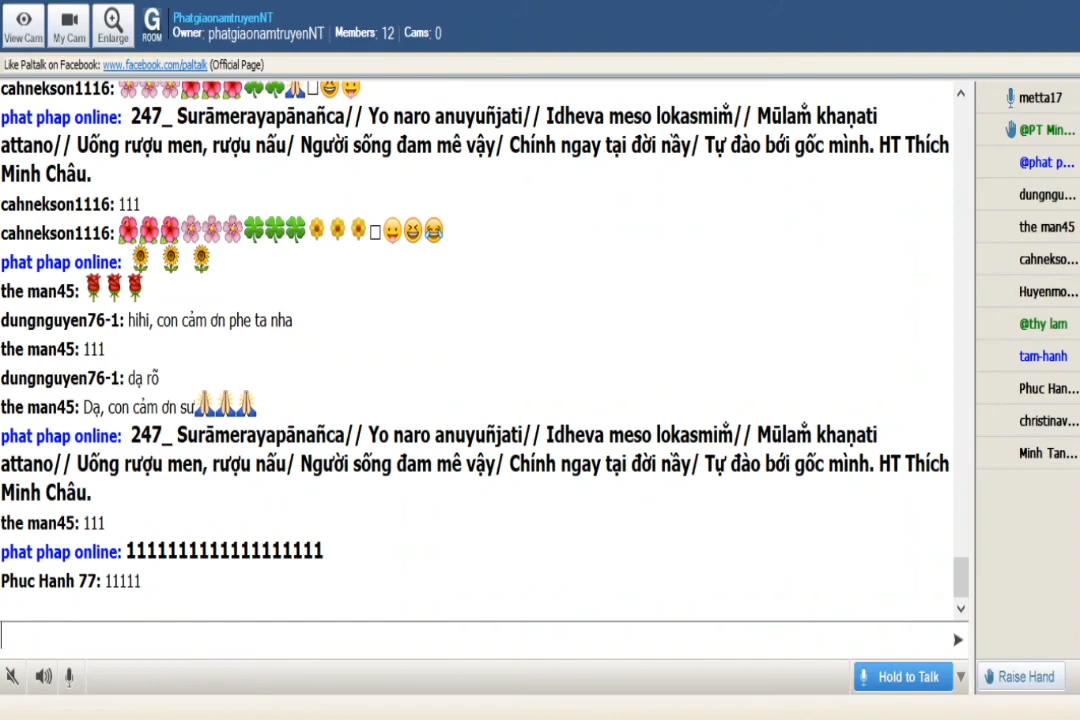 View Cam
My Cam
Enlarge
G
ROOM
PhatgiaonamtruyenNT
Owner: phatgiaonamtruyenNT | Members: 12 | Cams: 0
Like Paltalk on Facebook: www.facebook.com/paltalk (Official Page)
cahnekson1116: 🌸🌸🌸🌺🌺🌺🍀🍀🙏□😄😛
phat phap online: 247_ Surāmerayapānañca// Yo naro anuyuñjati// Idheva meso lokasmiṁ// Mūlaṁ khaṇati
attano// Uống rượu men, rượu nấu/ Người sống đam mê vậy/ Chính ngay tại đời nầy/ Tự đào bới gốc mình. HT Thích
Minh Châu.
cahnekson1116: 111
cahnekson1116: 🌺🌺🌺🌸🌸🌸🍀🍀🍀🌼🌼🌼□😛😆😂
phat phap online: 🌻 🌻 🌻
the man45: 🌹🌹🌹
dungnguyen76-1: hihi, con cảm ơn phe ta nha
the man45: 111
dungnguyen76-1: dạ rõ
the man45: Dạ, con cảm ơn sư🙏🙏🙏
phat phap online: 247_ Surāmerayapānañca// Yo naro anuyuñjati// Idheva meso lokasmiṁ// Mūlaṁ khaṇati
attano// Uống rượu men, rượu nấu/ Người sống đam mê vậy/ Chính ngay tại đời nầy/ Tự đào bới gốc mình. HT Thích
Minh Châu.
the man45: 111
phat phap online: 1111111111111111111
Phuc Hanh 77: 11111
metta17
@PT Min...
@phat p...
dungngu...
the man45
cahnekso...
Huyenmo...
@thy lam
tam-hanh
Phuc Han...
christinav...
Minh Tan...
Hold to Talk
Raise Hand